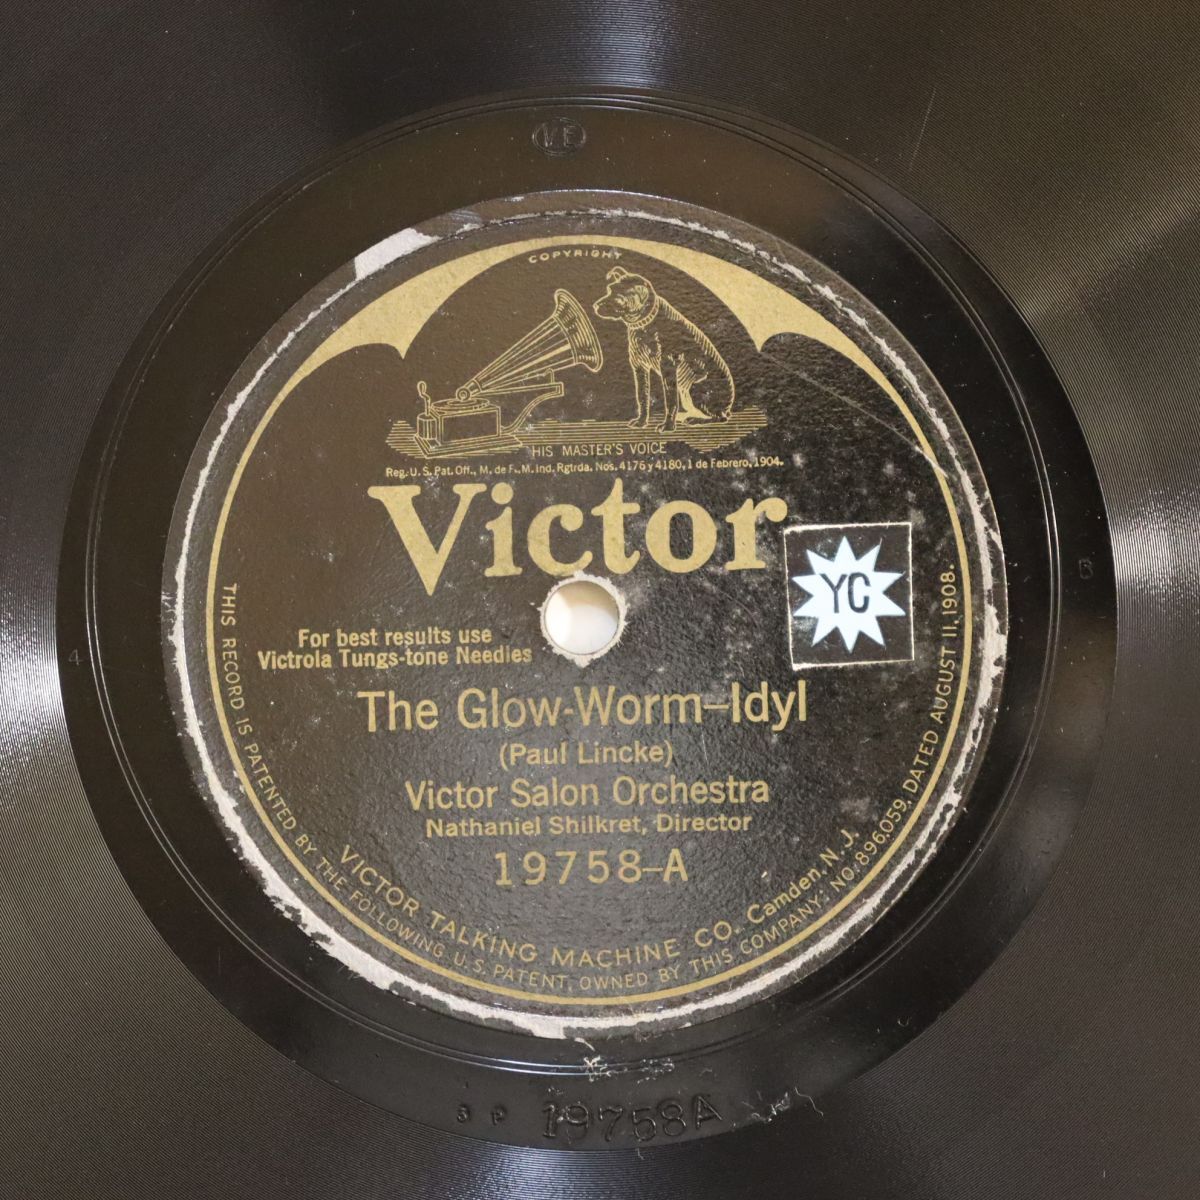 VE
COPYRIGHT
HIS MASTER'S VOICE
Reg. U.S. Pat. Off., M. de F., M. Ind. Rgtrda. Nos. 4176 y 4180, 1 de Febrero, 1904.
Victor
YC
B
For best results use
Victrola Tungs-tone Needles
4
The Glow-Worm–Idyl
(Paul Lincke)
Victor Salon Orchestra
Nathaniel Shilkret, Director
19758–A
VICTOR TALKING MACHINE CO. Camden, N. J.
THIS RECORD IS PATENTED BY THE FOLLOWING U.S. PATENT, OWNED BY THIS COMPANY: NO. 896,059, DATED AUGUST 11, 1908.
19758A